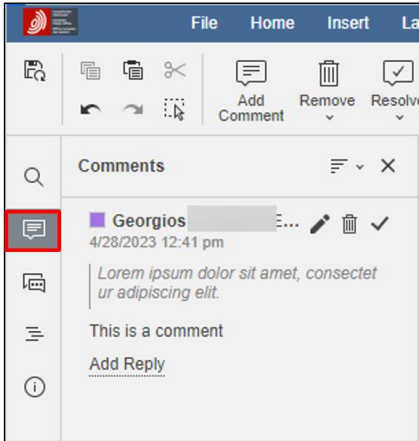 File Home Insert La
Add Comment
Remove
Resolve
Comments
Georgios E...
4/28/2023 12:41 pm
Lorem ipsum dolor sit amet, consectet
ur adipiscing elit.
This is a comment
Add Reply